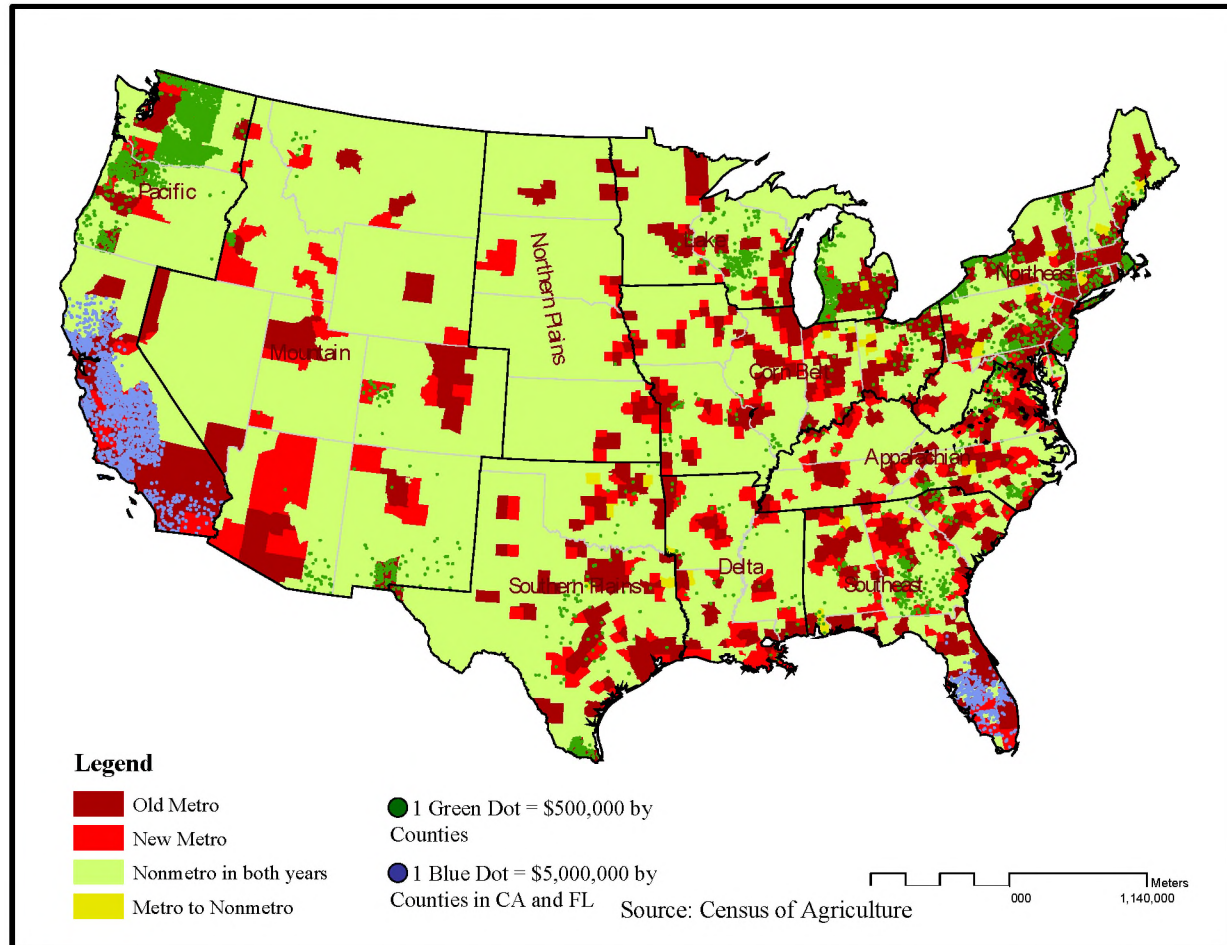 Pacific
Lake
Northeast
Northern Plains
Mountain
Corn Belt
Appalachian
Delta
Southern Plains
Southeast
Legend
Old Metro
New Metro
Nonmetro in both years
Metro to Nonmetro
1 Green Dot = $500,000 by
Counties
1 Blue Dot = $5,000,000 by
Counties in CA and FL
Source: Census of Agriculture
Meters
000
1,140,000